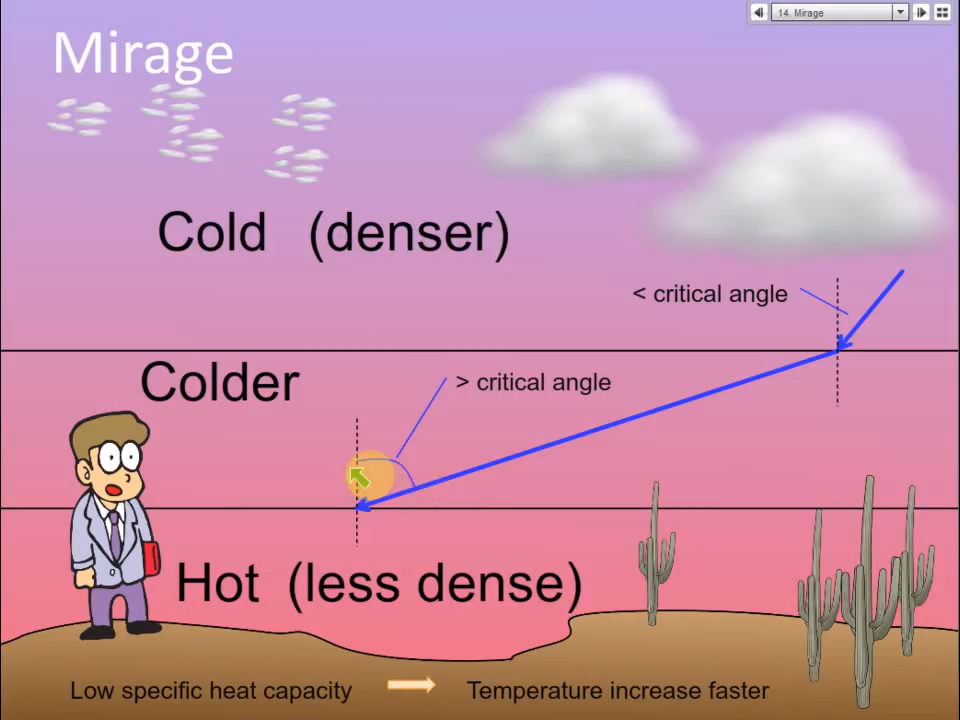 14. Mirage
Mirage
Cold (denser)
< critical angle
Colder
> critical angle
Hot (less dense)
Low specific heat capacity
Temperature increase faster